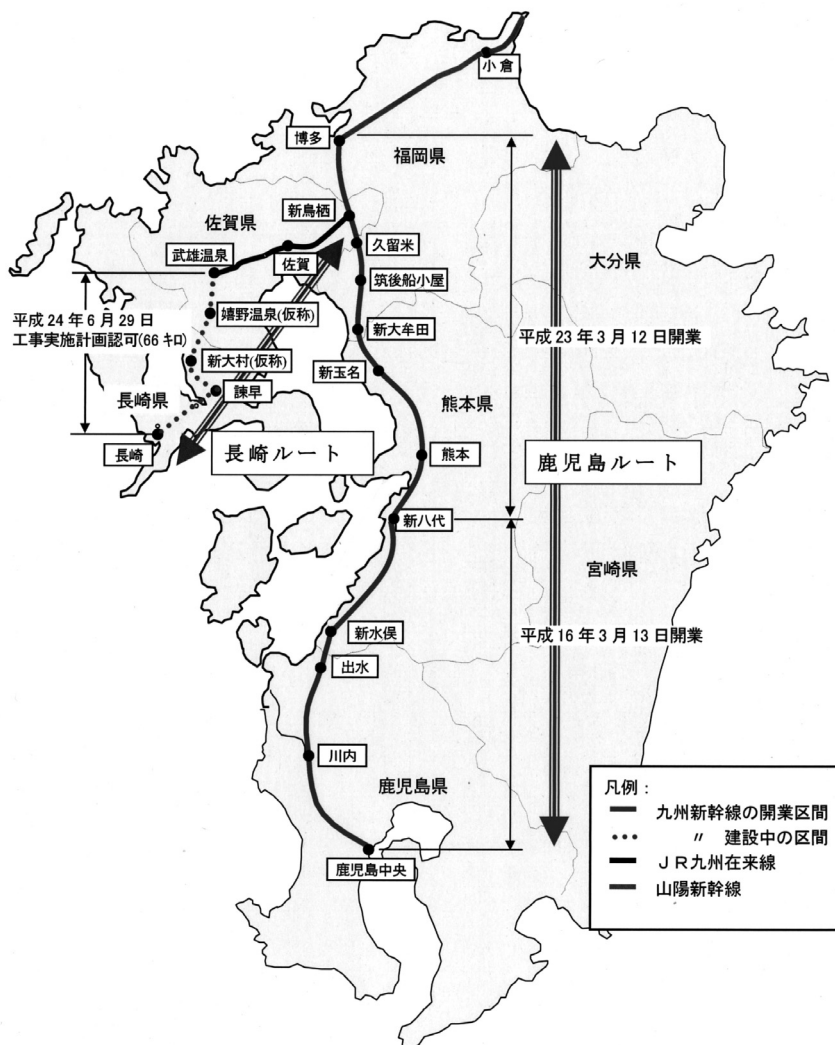 小倉
博多
福岡県
新鳥栖
佐賀県
久留米
武雄温泉
佐賀
大分県
筑後船小屋
嬉野温泉(仮称)
平成24年6月29日
工事実施計画認可(66キロ)
新大牟田
平成23年3月12日開業
新大村(仮称)
新玉名
諫早
長崎県
熊本県
長崎
長崎ルート
熊本
鹿児島ルート
新八代
宮崎県
新水俣
平成16年3月13日開業
出水
川内
鹿児島県
鹿児島中央
凡例：
九州新幹線の開業区間
〃 建設中の区間
ＪＲ九州在来線
山陽新幹線